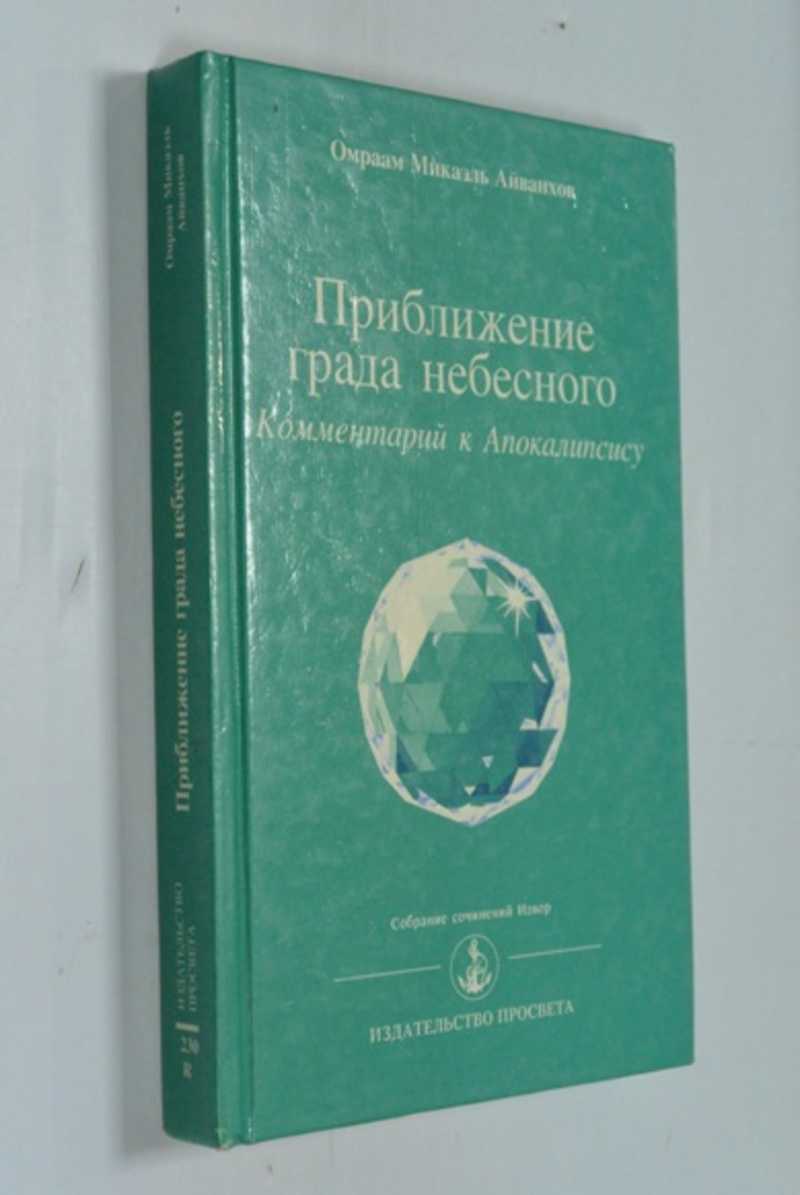 Омраам Микаэль Айванхов
Приближение
града небесного
Комментарий к Апокалипсису
Собрание сочинений Извор
ИЗДАТЕЛЬСТВО ПРОСВЕТА
Омраам Микаэль
Айванхов
Приближение града небесного
ИЗДАТЕЛЬСТВО
ПРОСВЕТА
230
R